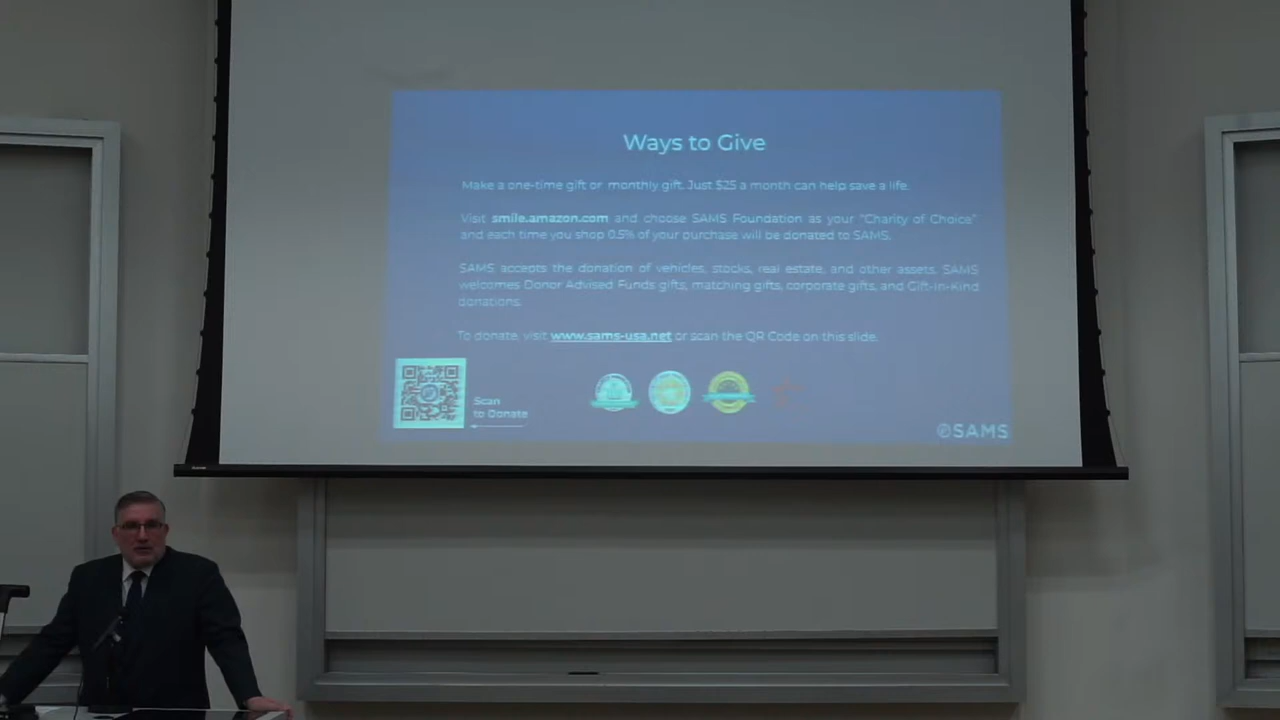 Ways to Give
Make a one-time gift or monthly gift. Just $25 a month can help save a life.
Visit smile.amazon.com and choose SAMS Foundation as your "Charity of Choice"
and each time you shop 0.5% of your purchase will be donated to SAMS.
SAMS accepts the donation of vehicles, stocks, real estate, and other assets. SAMS
welcomes Donor Advised Funds gifts, matching gifts, corporate gifts, and Gift-In-Kind
donations.
To donate, visit www.sams-usa.net or scan the QR Code on this slide.
Scan
to Donate
SAMS